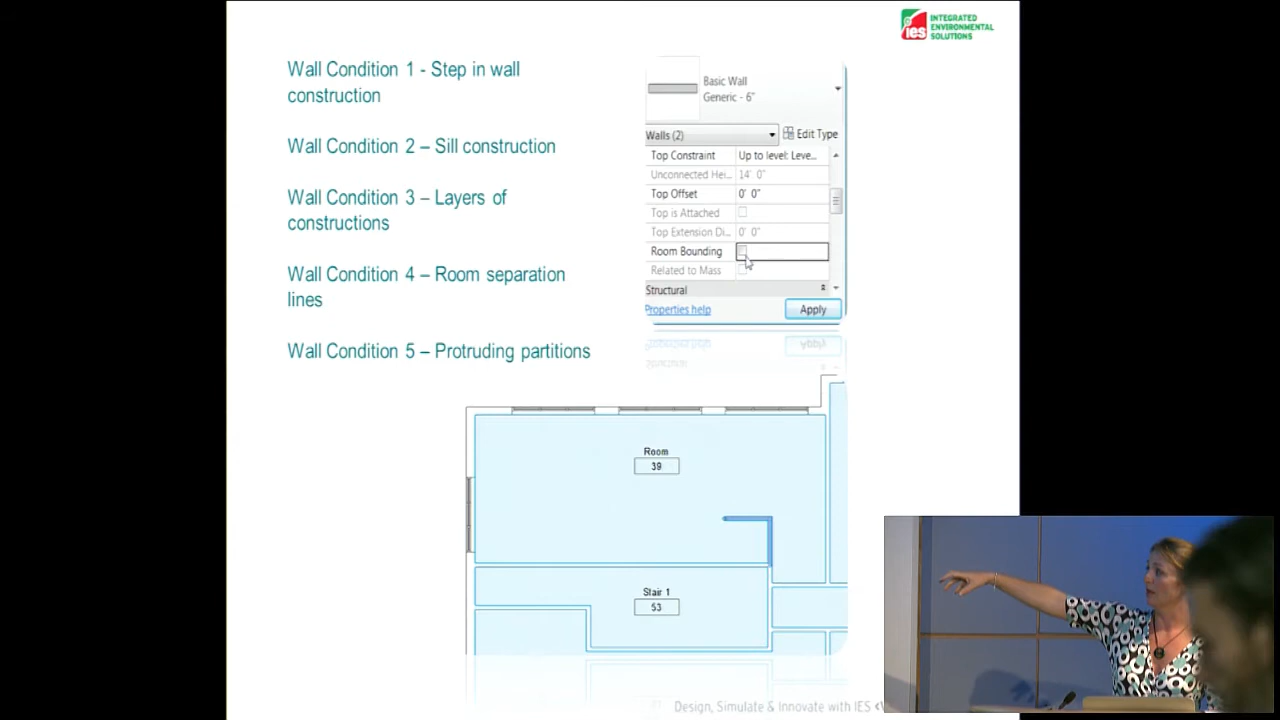 ies INTEGRATED
ENVIRONMENTAL
SOLUTIONS
Wall Condition 1 - Step in wall
construction
Wall Condition 2 – Sill construction
Wall Condition 3 – Layers of
constructions
Wall Condition 4 – Room separation
lines
Wall Condition 5 – Protruding partitions
Basic Wall
Generic - 6"
Walls (2) Edit Type
Top Constraint Up to level: Leve...
Unconnected Hei... 14' 0"
Top Offset 0' 0"
Top is Attached
Top Extension Di... 0' 0"
Room Bounding
Related to Mass
Structural
Properties help Apply
Room
39
Stair 1
53
Design, Simulate & Innovate with IES <V